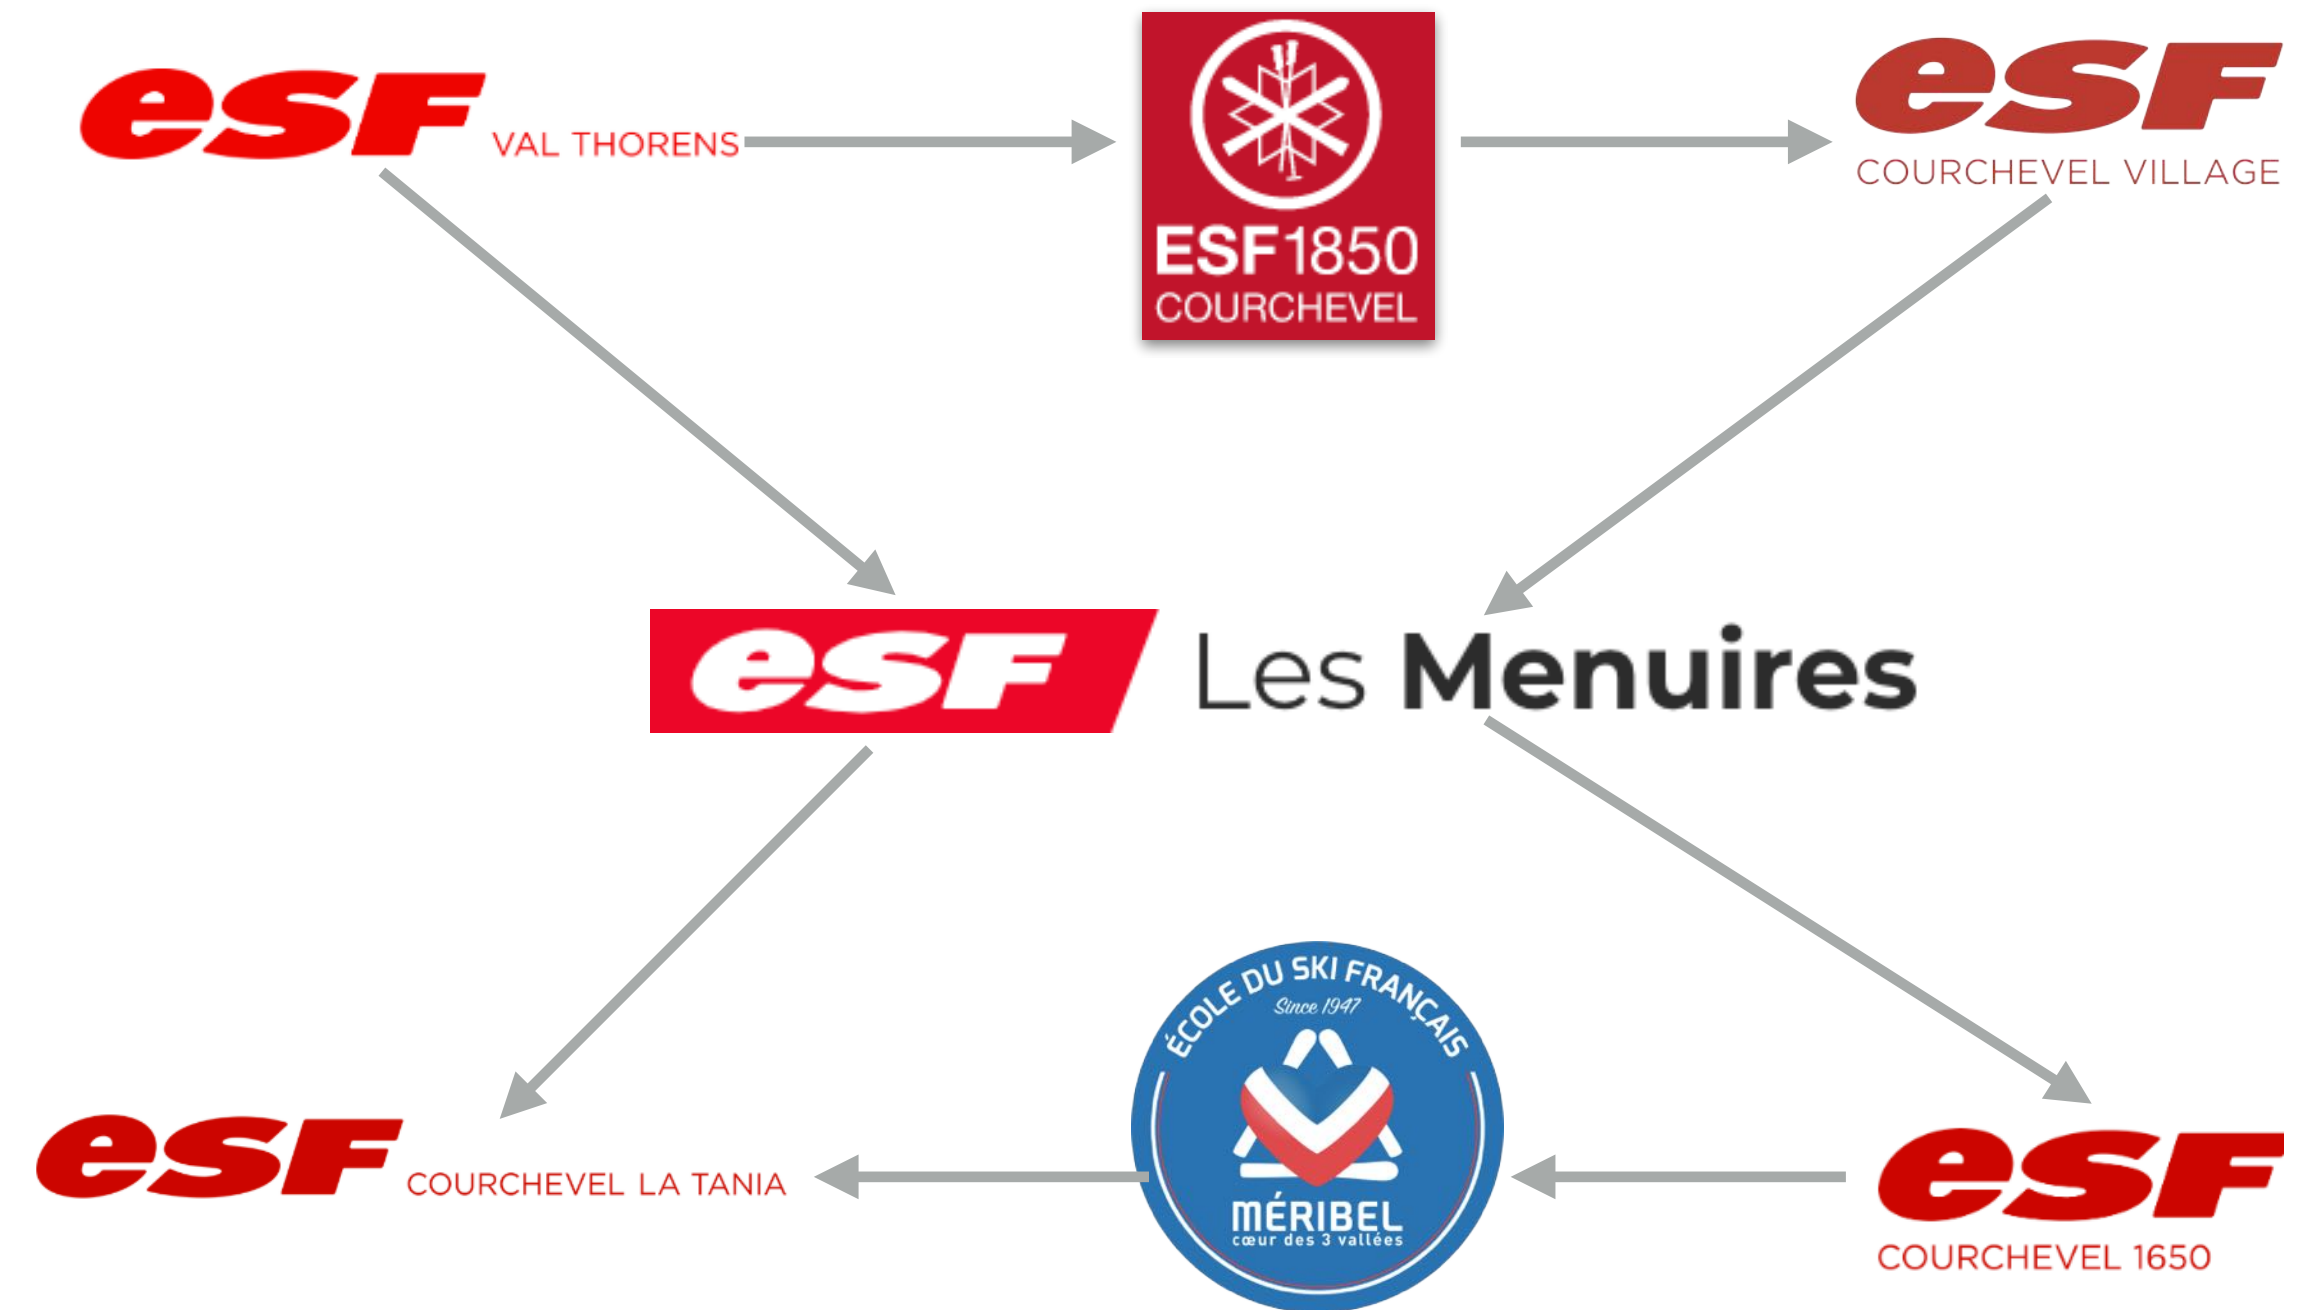 esf VAL THORENS
ESF1850
COURCHEVEL
esf
COURCHEVEL VILLAGE
esf Les Menuires
esf COURCHEVEL LA TANIA
ÉCOLE DU SKI FRANÇAIS
Since 1947
MÉRIBEL
cœur des 3 vallées
esf
COURCHEVEL 1650